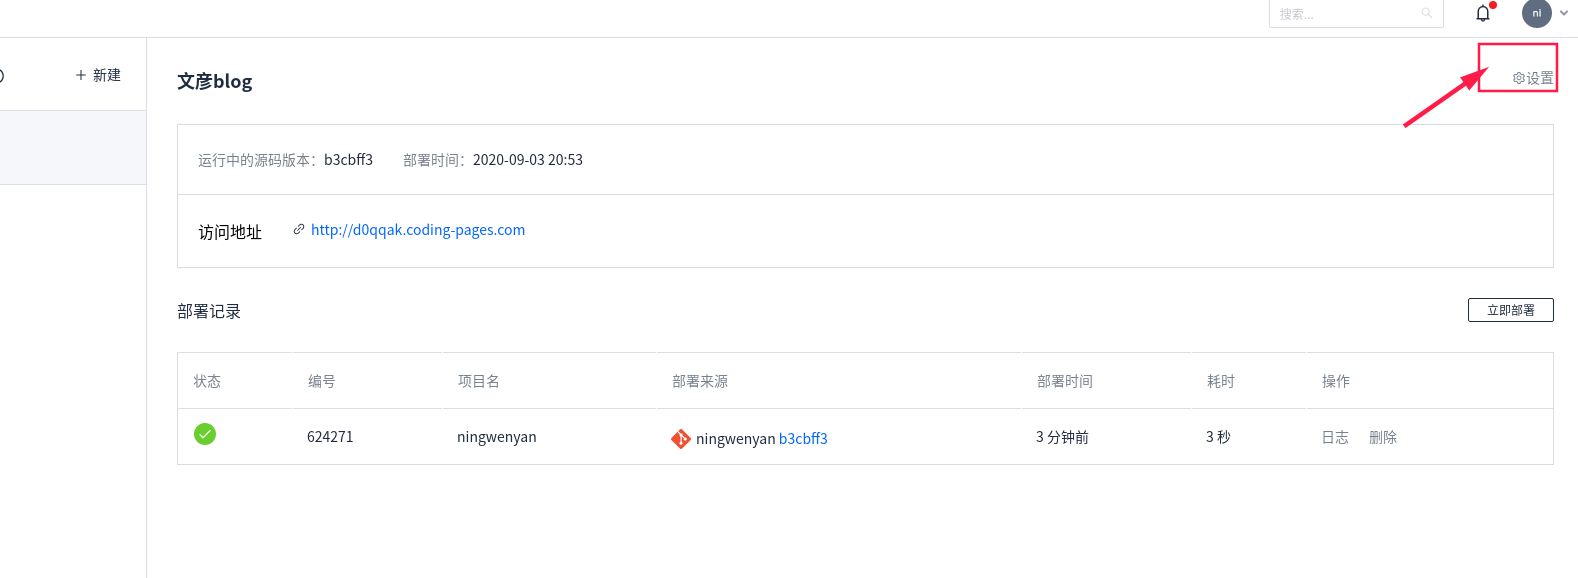 搜索...
ni
+ 新建
文彦blog
设置
运行中的源码版本：b3cbff3 部署时间：2020-09-03 20:53
访问地址 http://d0qqak.coding-pages.com
部署记录
立即部署
状态 编号 项目名 部署来源 部署时间 耗时 操作
624271 ningwenyan ningwenyan b3cbff3 3 分钟前 3 秒 日志 删除